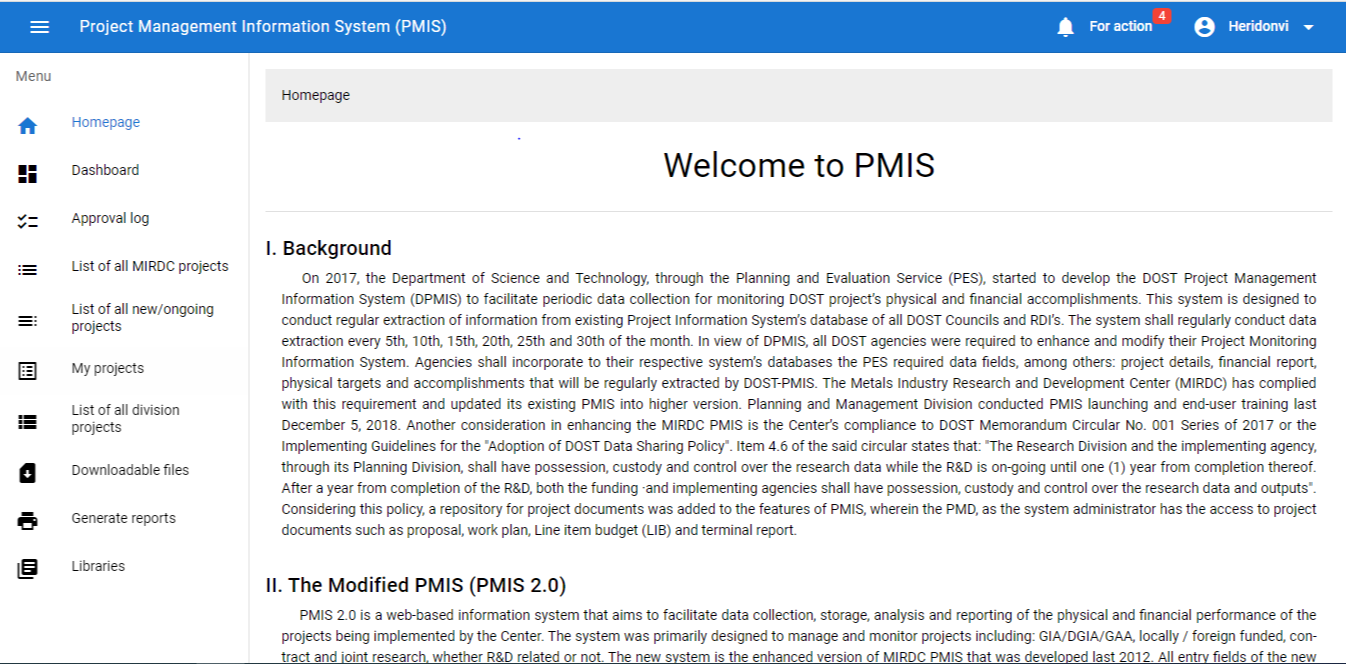 Project Management Information System (PMIS)
For action
4
Heridonvi
Menu
Homepage
Dashboard
Approval log
List of all MIRDC projects
List of all new/ongoing
projects
My projects
List of all division
projects
Downloadable files
Generate reports
Libraries
Homepage
Welcome to PMIS
I. Background
On 2017, the Department of Science and Technology, through the Planning and Evaluation Service (PES), started to develop the DOST Project Management
Information System (DPMIS) to facilitate periodic data collection for monitoring DOST project's physical and financial accomplishments. This system is designed to
conduct regular extraction of information from existing Project Information System's database of all DOST Councils and RDI's. The system shall regularly conduct data
extraction every 5th, 10th, 15th, 20th, 25th and 30th of the month. In view of DPMIS, all DOST agencies were required to enhance and modify their Project Monitoring
Information System. Agencies shall incorporate to their respective system's databases the PES required data fields, among others: project details, financial report,
physical targets and accomplishments that will be regularly extracted by DOST-PMIS. The Metals Industry Research and Development Center (MIRDC) has complied
with this requirement and updated its existing PMIS into higher version. Planning and Management Division conducted PMIS launching and end-user training last
December 5, 2018. Another consideration in enhancing the MIRDC PMIS is the Center's compliance to DOST Memorandum Circular No. 001 Series of 2017 or the
Implementing Guidelines for the "Adoption of DOST Data Sharing Policy". Item 4.6 of the said circular states that: "The Research Division and the implementing agency,
through its Planning Division, shall have possession, custody and control over the research data while the R&D is on-going until one (1) year from completion thereof.
After a year from completion of the R&D, both the funding ·and implementing agencies shall have possession, custody and control over the research data and outputs".
Considering this policy, a repository for project documents was added to the features of PMIS, wherein the PMD, as the system administrator has the access to project
documents such as proposal, work plan, Line item budget (LIB) and terminal report.
II. The Modified PMIS (PMIS 2.0)
PMIS 2.0 is a web-based information system that aims to facilitate data collection, storage, analysis and reporting of the physical and financial performance of the
projects being implemented by the Center. The system was primarily designed to manage and monitor projects including: GIA/DGIA/GAA, locally / foreign funded, con-
tract and joint research, whether R&D related or not. The new system is the enhanced version of MIRDC PMIS that was developed last 2012. All entry fields of the new